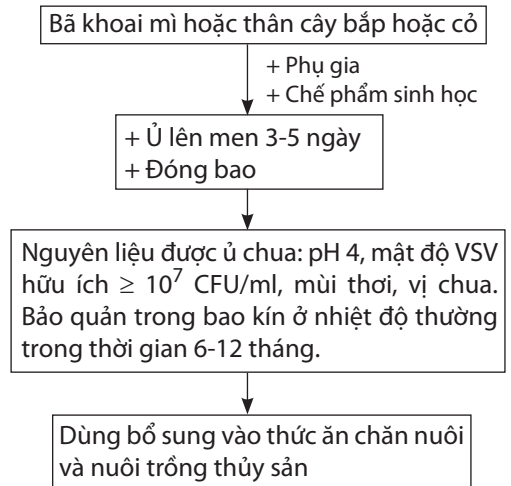 Bã khoai mì hoặc thân cây bắp hoặc cỏ
+ Phụ gia
+ Chế phẩm sinh học
+ Ủ lên men 3-5 ngày
+ Đóng bao
Nguyên liệu được ủ chua: pH 4, mật độ VSV
hữu ích ≥ 10⁷ CFU/ml, mùi thơi, vị chua.
Bảo quản trong bao kín ở nhiệt độ thường
trong thời gian 6-12 tháng.
Dùng bổ sung vào thức ăn chăn nuôi
và nuôi trồng thủy sản